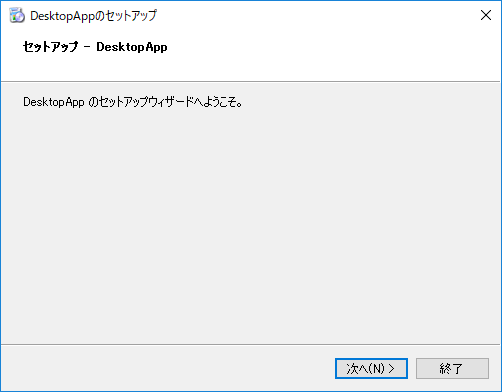 DesktopAppのセットアップ
セットアップ - DesktopApp
DesktopApp のセットアップウィザードへようこそ。
次へ(N) >
終了